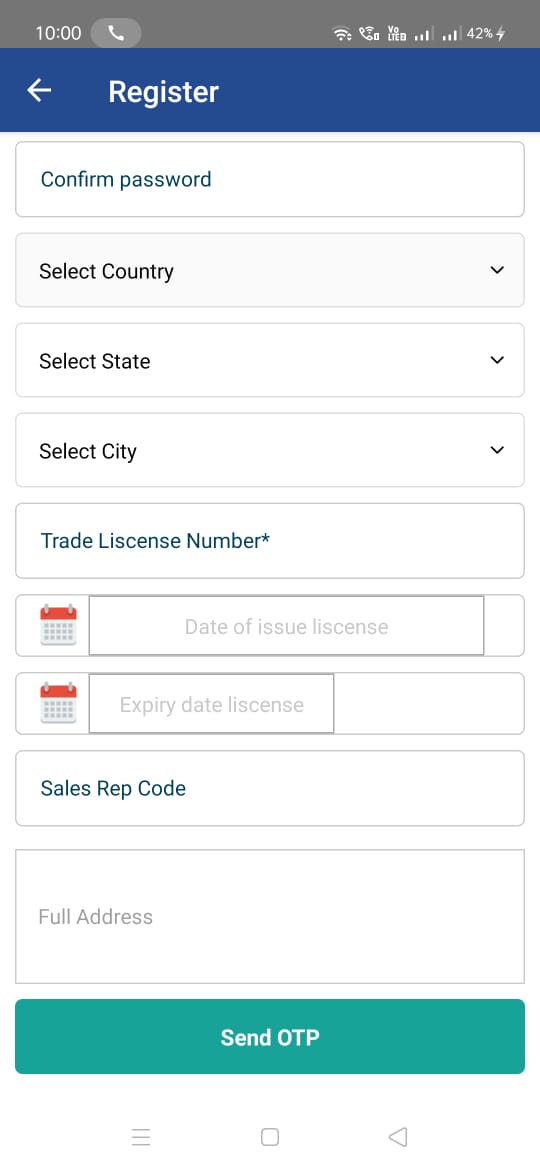 10:00
Vo
LTE
42%
Register
Confirm password
Select Country
Select State
Select City
Trade Liscense Number*
Date of issue liscense
Expiry date liscense
Sales Rep Code
Full Address
Send OTP